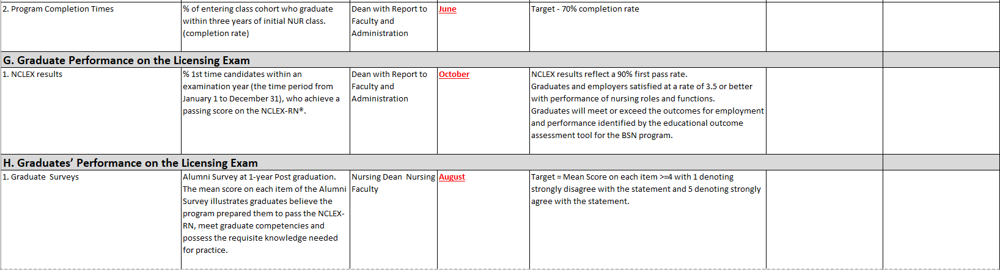 2. Program Completion Times
% of entering class cohort who graduate
within three years of initial NUR class.
(completion rate)
Dean with Report to
Faculty and
Administration
June
Target - 70% completion rate
G. Graduate Performance on the Licensing Exam
1. NCLEX results
% 1st time candidates within an
examination year (the time period from
January 1 to December 31), who achieve a
passing score on the NCLEX-RN®.
Dean with Report to
Faculty and
Administration
October
NCLEX results reflect a 90% first pass rate.
Graduates and employers satisfied at a rate of 3.5 or better
with performance of nursing roles and functions.
Graduates will meet or exceed the outcomes for employment
and performance identified by the educational outcome
assessment tool for the BSN program.
H. Graduates’ Performance on the Licensing Exam
1. Graduate  Surveys
Alumni Survey at 1-year Post graduation.
The mean score on each item of the Alumni
Survey illustrates graduates believe the
program prepared them to pass the NCLEX-
RN, meet graduate competencies and
possess the requisite knowledge needed
for practice.
Nursing Dean  Nursing
Faculty
August
Target = Mean Score on each item >=4 with 1 denoting
strongly disagree with the statement and 5 denoting strongly
agree with the statement.